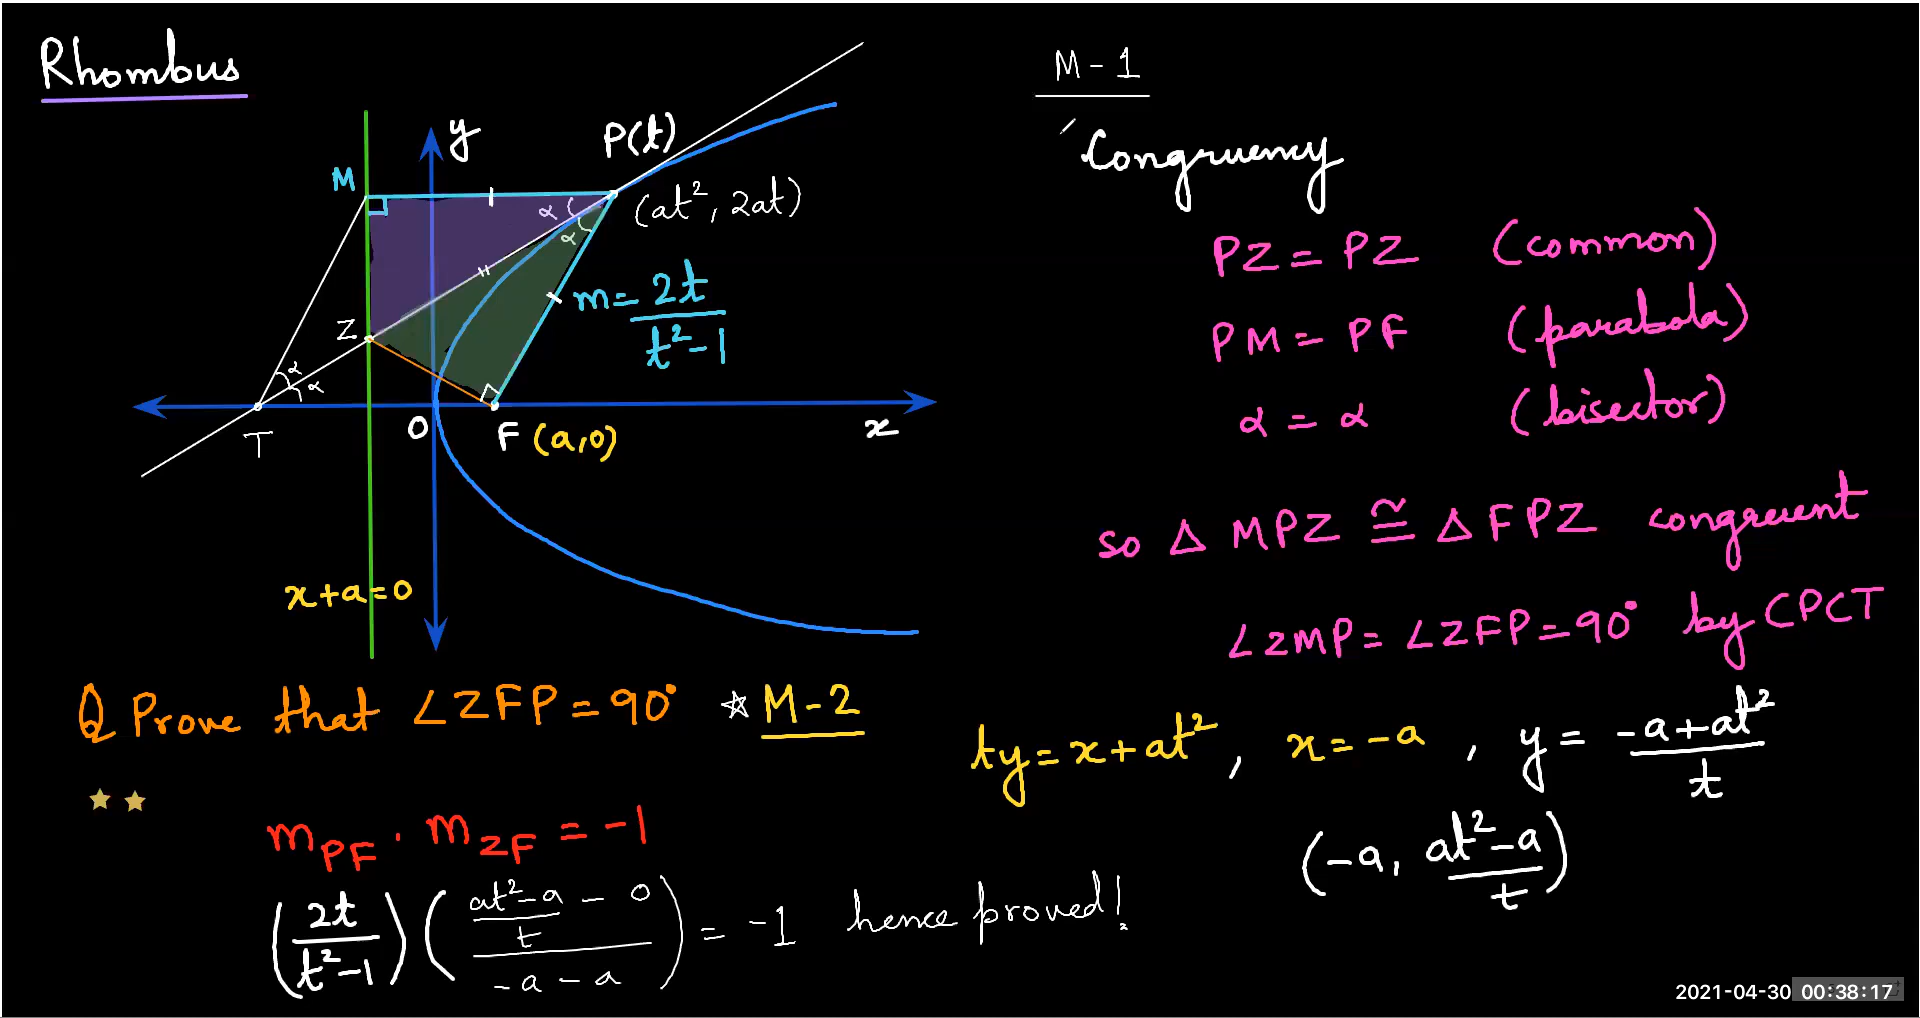 Rhombus
y
P(t)
M
(at², 2at)
α
α
m = 2t / t²-1
Z
α
α
T
O
F (a,0)
x
x+a=0
M-1
Congruency
PZ = PZ (common)
PM = PF (parabola)
α = α (bisector)
so △ MPZ ≅ △ FPZ congruent
∠ZMP = ∠ZFP = 90° by CPCT
Q Prove that ∠ZFP = 90° ☆ M-2
ty = x + at², x = -a, y = -a+at² / t
(-a, at²-a / t)
m PF · m ZF = -1
(2t / t²-1) (at²-a / t - 0 / -a-a) = -1 hence proved!
2021-04-30 00:38:17